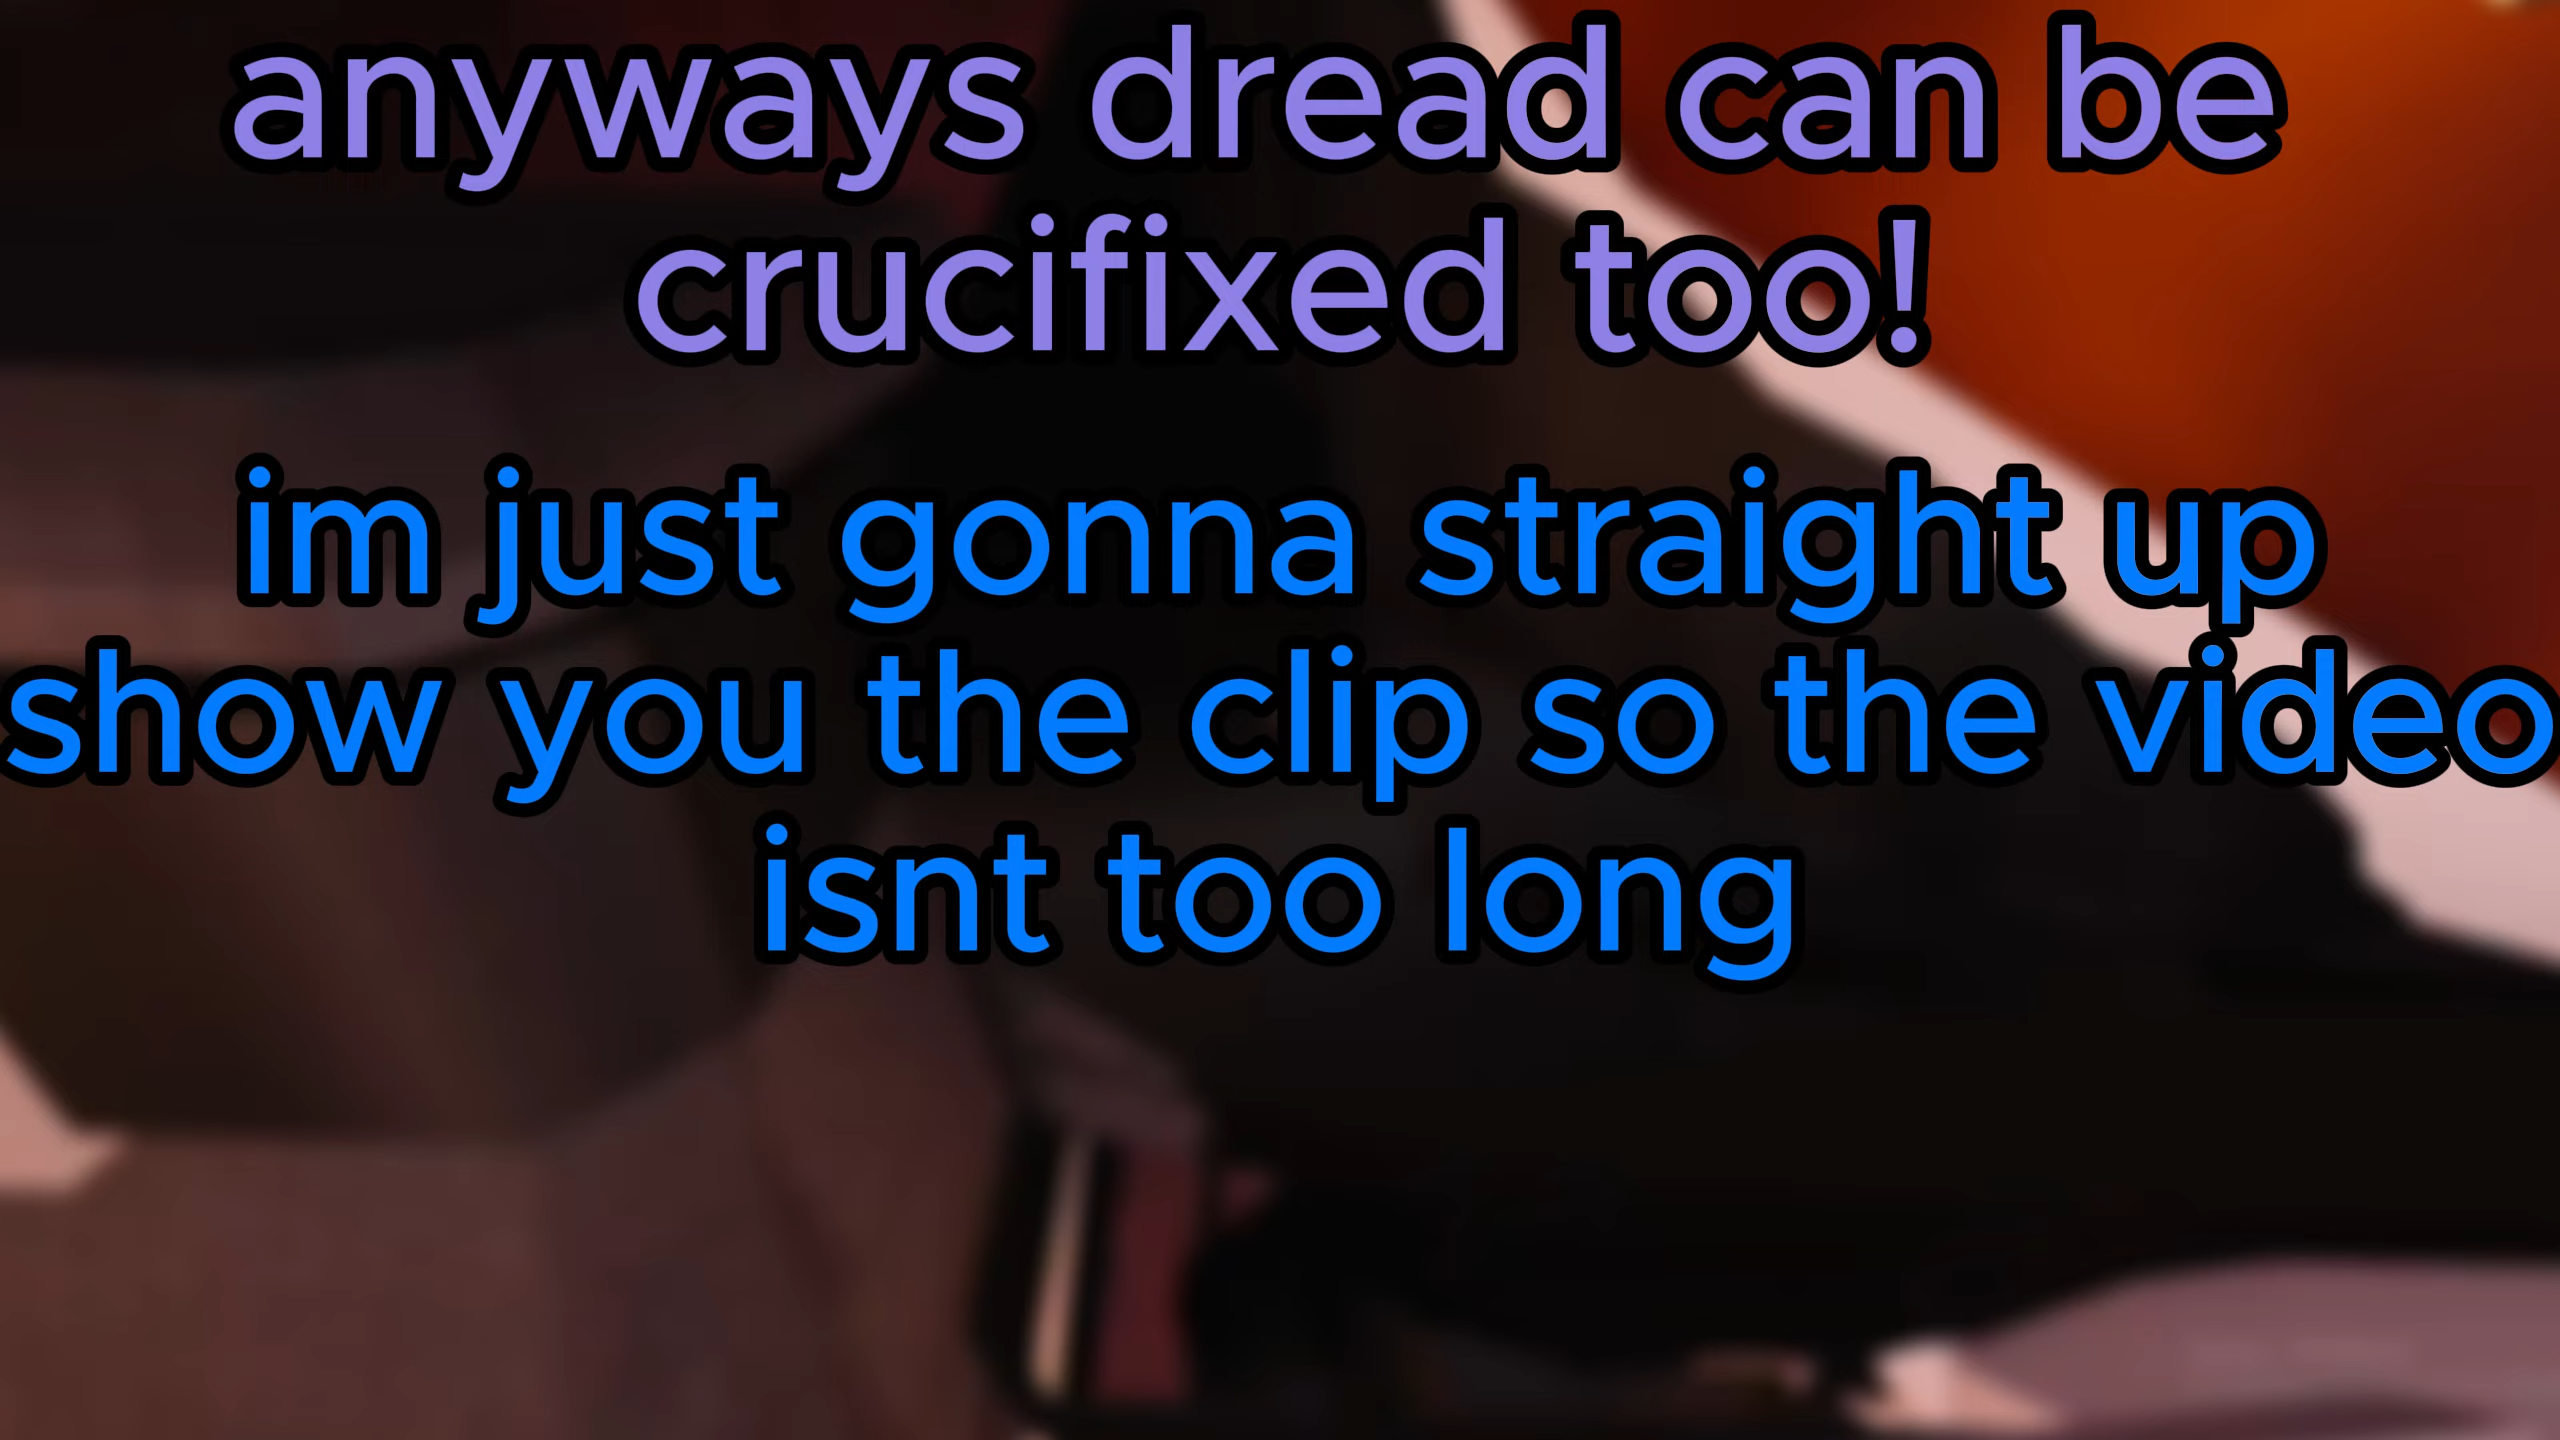 anyways dread can be
crucifixed too!
im just gonna straight up
show you the clip so the video
isnt too long